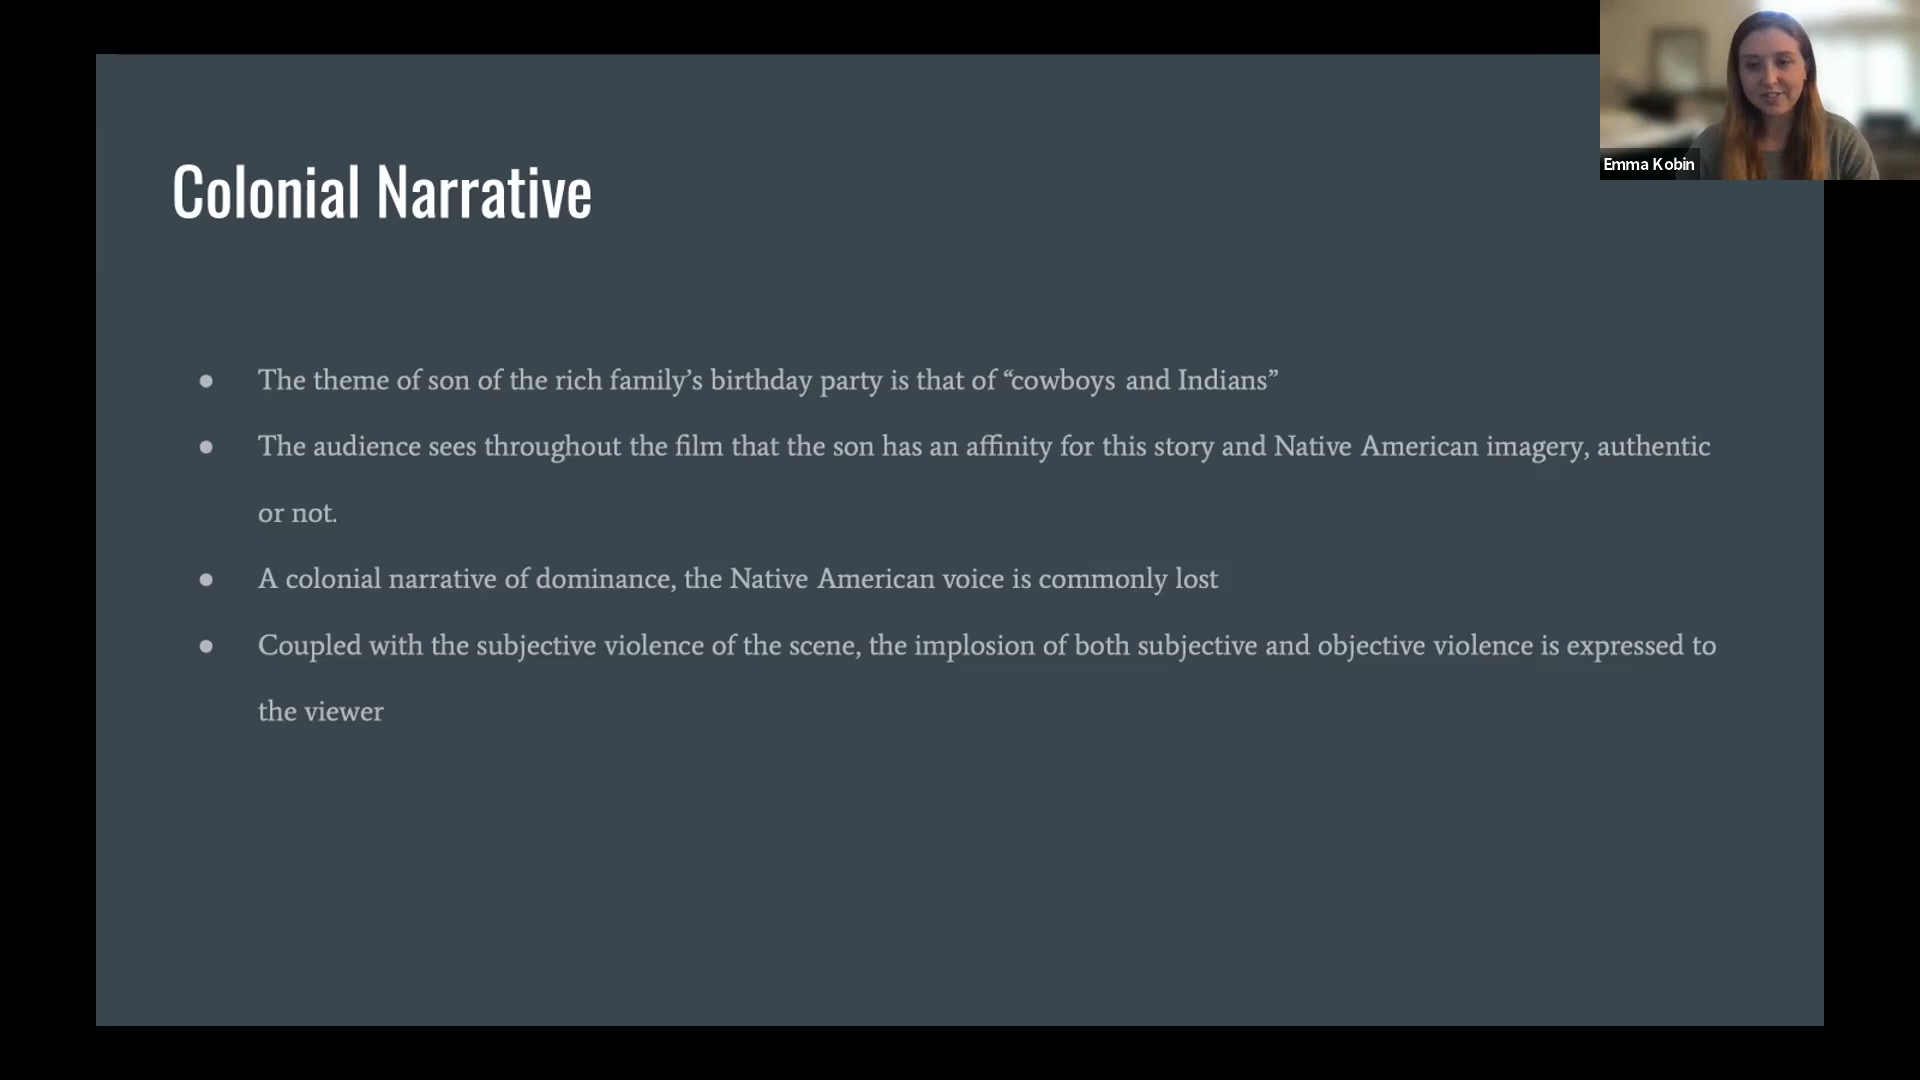 Emma Kobin
Colonial Narrative
● The theme of son of the rich family’s birthday party is that of “cowboys and Indians”
● The audience sees throughout the film that the son has an affinity for this story and Native American imagery, authentic
or not.
● A colonial narrative of dominance, the Native American voice is commonly lost
● Coupled with the subjective violence of the scene, the implosion of both subjective and objective violence is expressed to
the viewer